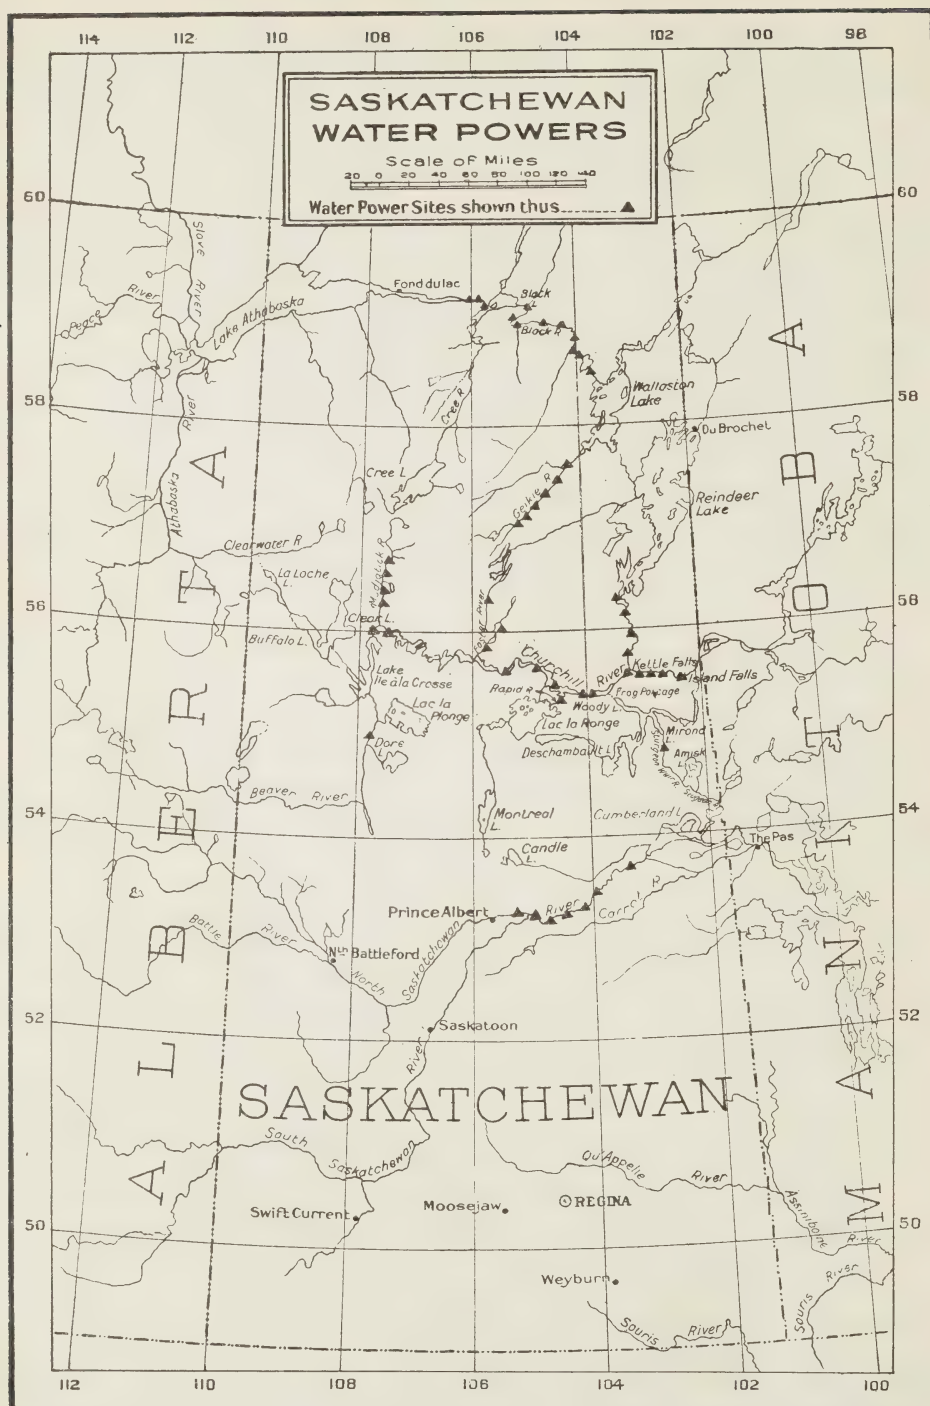 114 112 110 108 106 104 102 100 98
SASKATCHEWAN
WATER POWERS
Scale of Miles
20 0 20 40 60 80 100 120 140
Water Power Sites shown thus
60 60
Slave River
Peace River
Lake Athabaska
Fond du lac
Black L.
Black R.
Cree R.
Wallaston Lake
58 58
River
Athabaska
Du Brochet
Cree L.
Geikie R.
Reindeer Lake
Clearwater R
La Loche L.
Foster River
56 56
Clear L.
Buffalo L.
Lake Ile à la Crosse
Churchill River
Kettle Falls
Island Falls
Rapid R.
Frog Portage
Woody L.
Lac la Plonge
Lac la Ronge
Mirond L.
Dore L.
Deschambault L.
Amisk L.
Beaver River
54 54
Montreal L.
Cumberland L.
The Pas
Candle L.
Prince Albert
River
Carrot R
Battle River
Nth Battleford
North Saskatchewan
52 52
Saskatoon
River
SASKATCHEWAN
ALBERTA
MANITOBA
South Saskatchewan
Qu'Appelle River
Swift Current
Moosejaw
REGINA
50 50
Assiniboine River
Weyburn
Souris River
Souris River
112 110 108 106 104 102 100